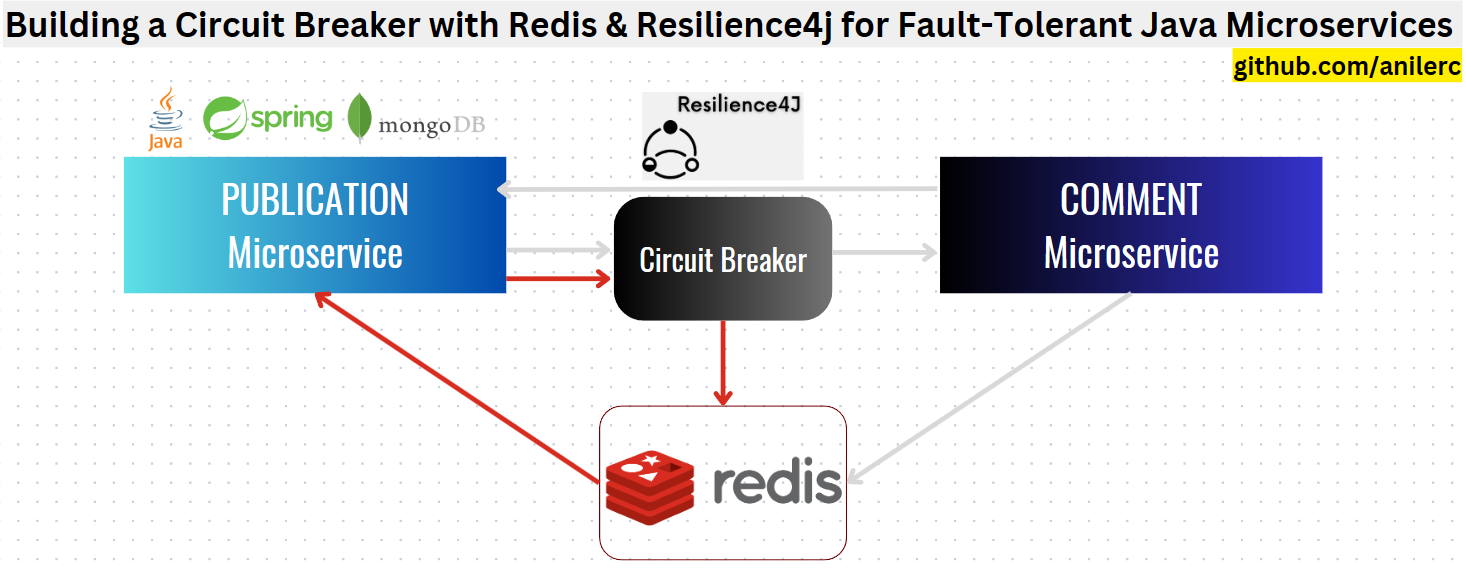 Building a Circuit Breaker with Redis & Resilience4j for Fault-Tolerant Java Microservices
github.com/anilerc
Java
spring
mongoDB
Resilience4J
PUBLICATION
Microservice
Circuit Breaker
COMMENT
Microservice
redis